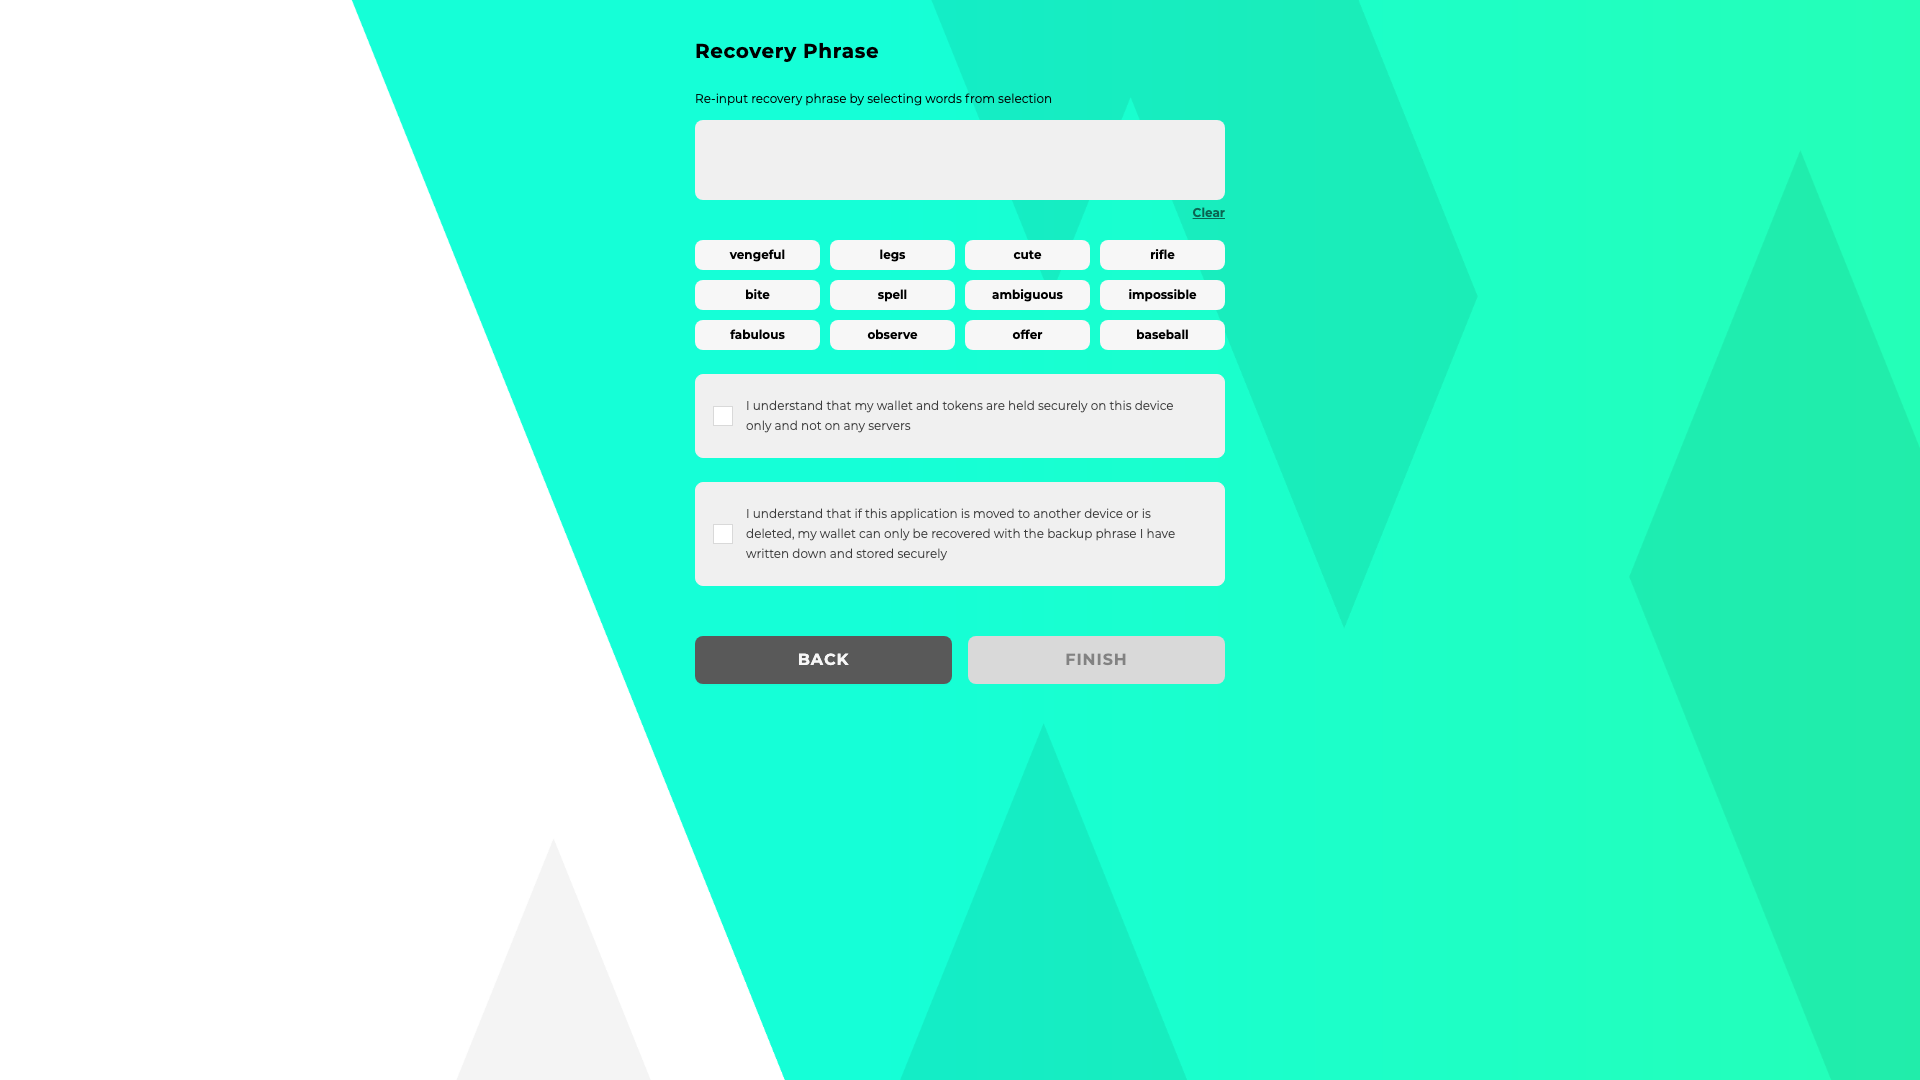 Recovery Phrase
Re-input recovery phrase by selecting words from selection
Clear
vengeful legs cute rifle
bite spell ambiguous impossible
fabulous observe offer baseball
I understand that my wallet and tokens are held securely on this device
only and not on any servers
I understand that if this application is moved to another device or is
deleted, my wallet can only be recovered with the backup phrase I have
written down and stored securely
BACK FINISH